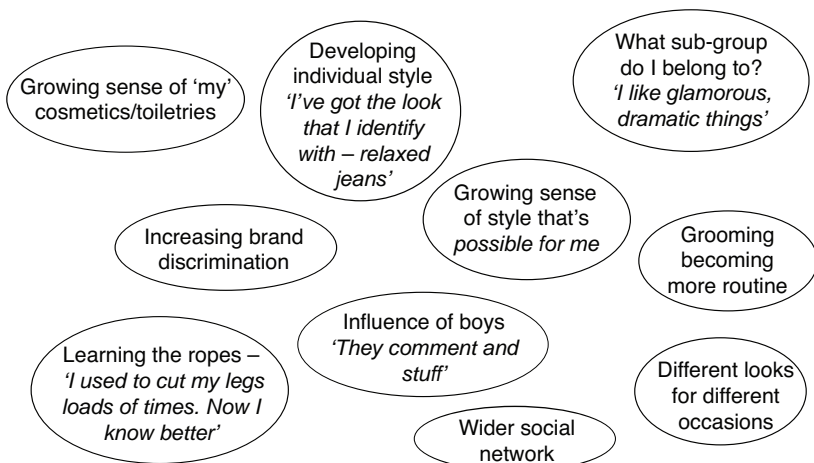 Growing sense of ‘my’
cosmetics/toiletries
Developing
individual style
‘I’ve got the look
that I identify
with – relaxed
jeans’
What sub-group
do I belong to?
‘I like glamorous,
dramatic things’
Increasing brand
discrimination
Growing sense
of style that’s
possible for me
Grooming
becoming
more routine
Learning the ropes –
‘I used to cut my legs
loads of times. Now I
know better’
Influence of boys
‘They comment and
stuff’
Different looks
for different
occasions
Wider social
network